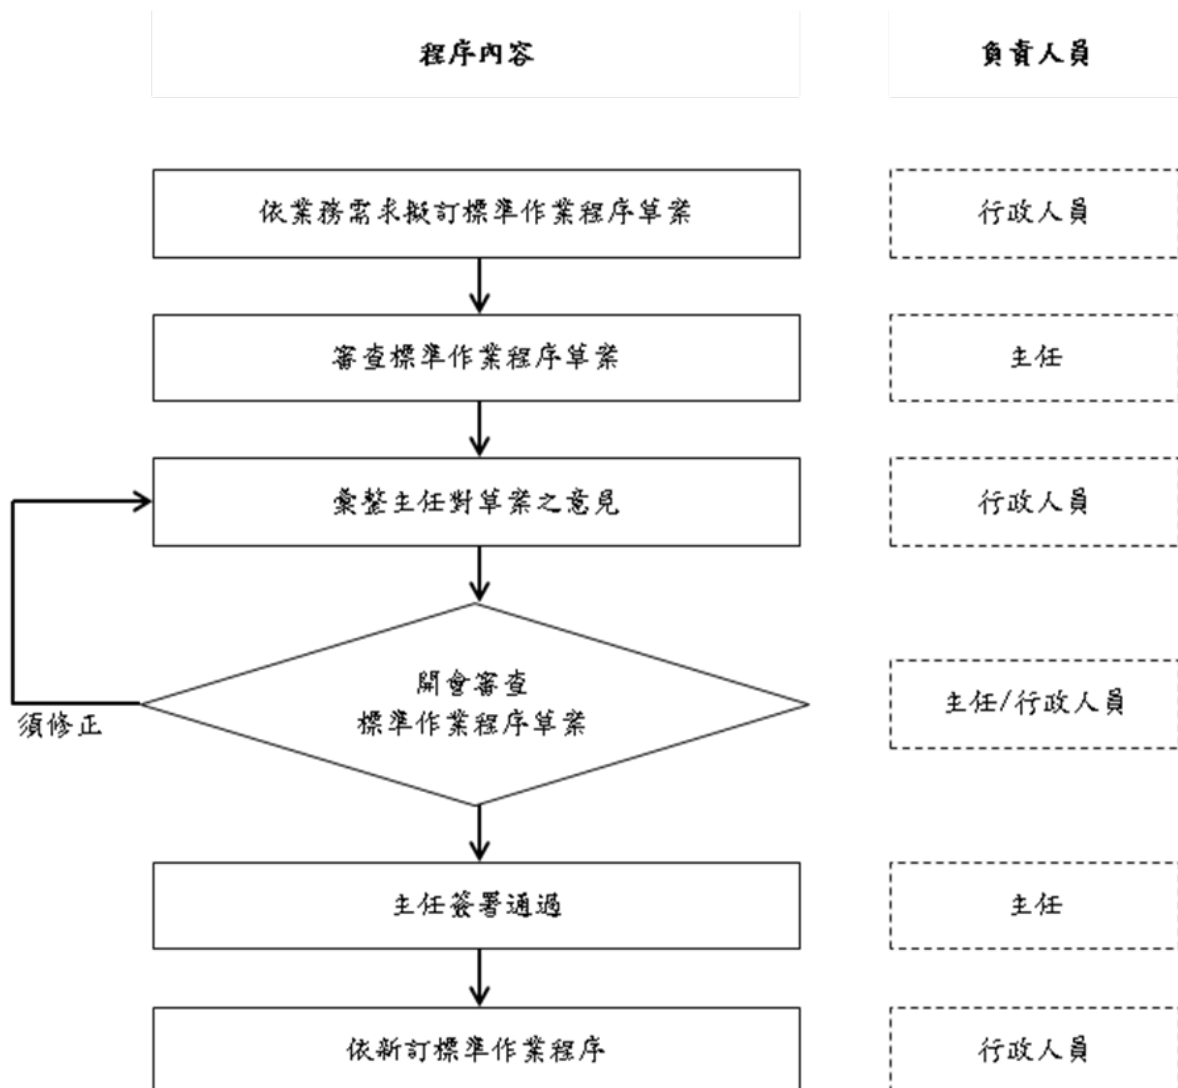 程序內容
負責人員
依業務需求擬訂標準作業程序草案
行政人員
審查標準作業程序草案
主任
彙整主任對草案之意見
行政人員
開會審查
標準作業程序草案
主任/行政人員
須修正
主任簽署通過
主任
依新訂標準作業程序
行政人員